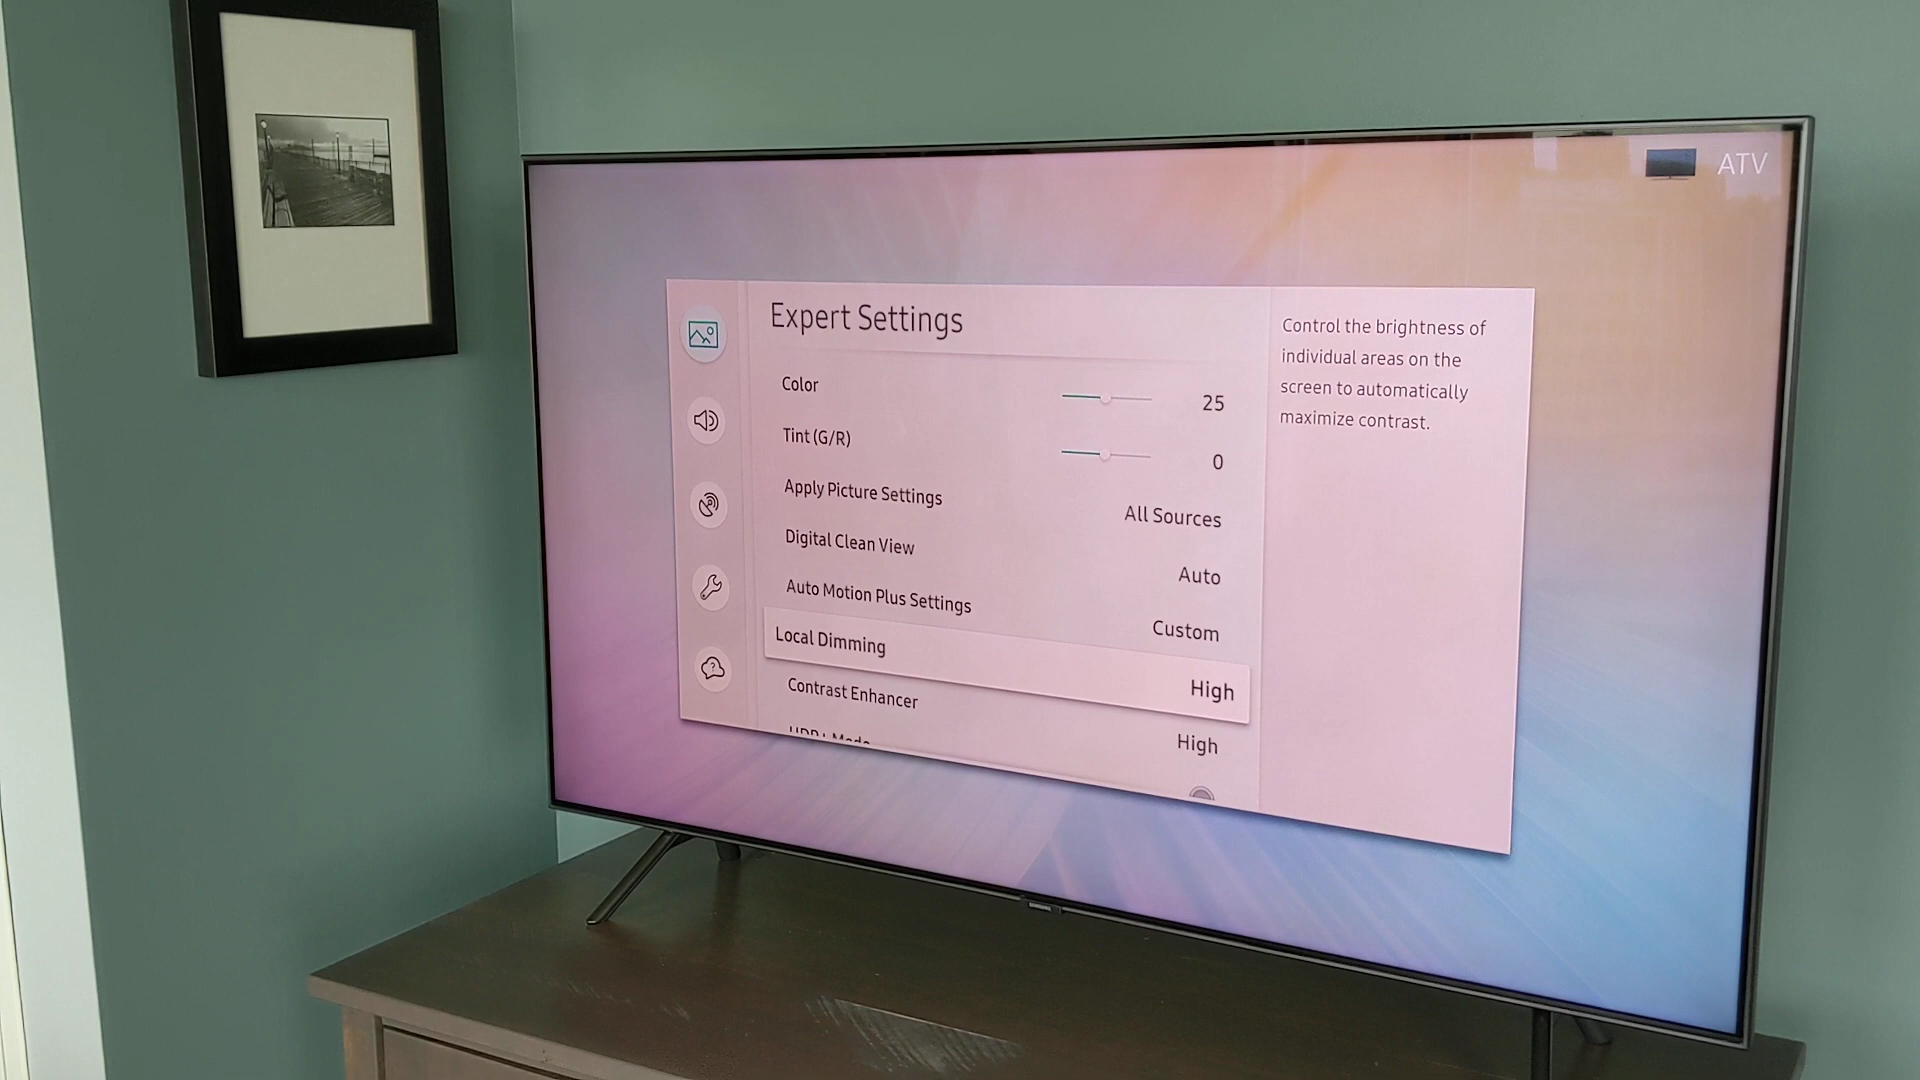 ATV
Expert Settings
Color 25
Tint (G/R) 0
Apply Picture Settings All Sources
Digital Clean View Auto
Auto Motion Plus Settings Custom
Local Dimming High
Contrast Enhancer High
Control the brightness of
individual areas on the
screen to automatically
maximize contrast.